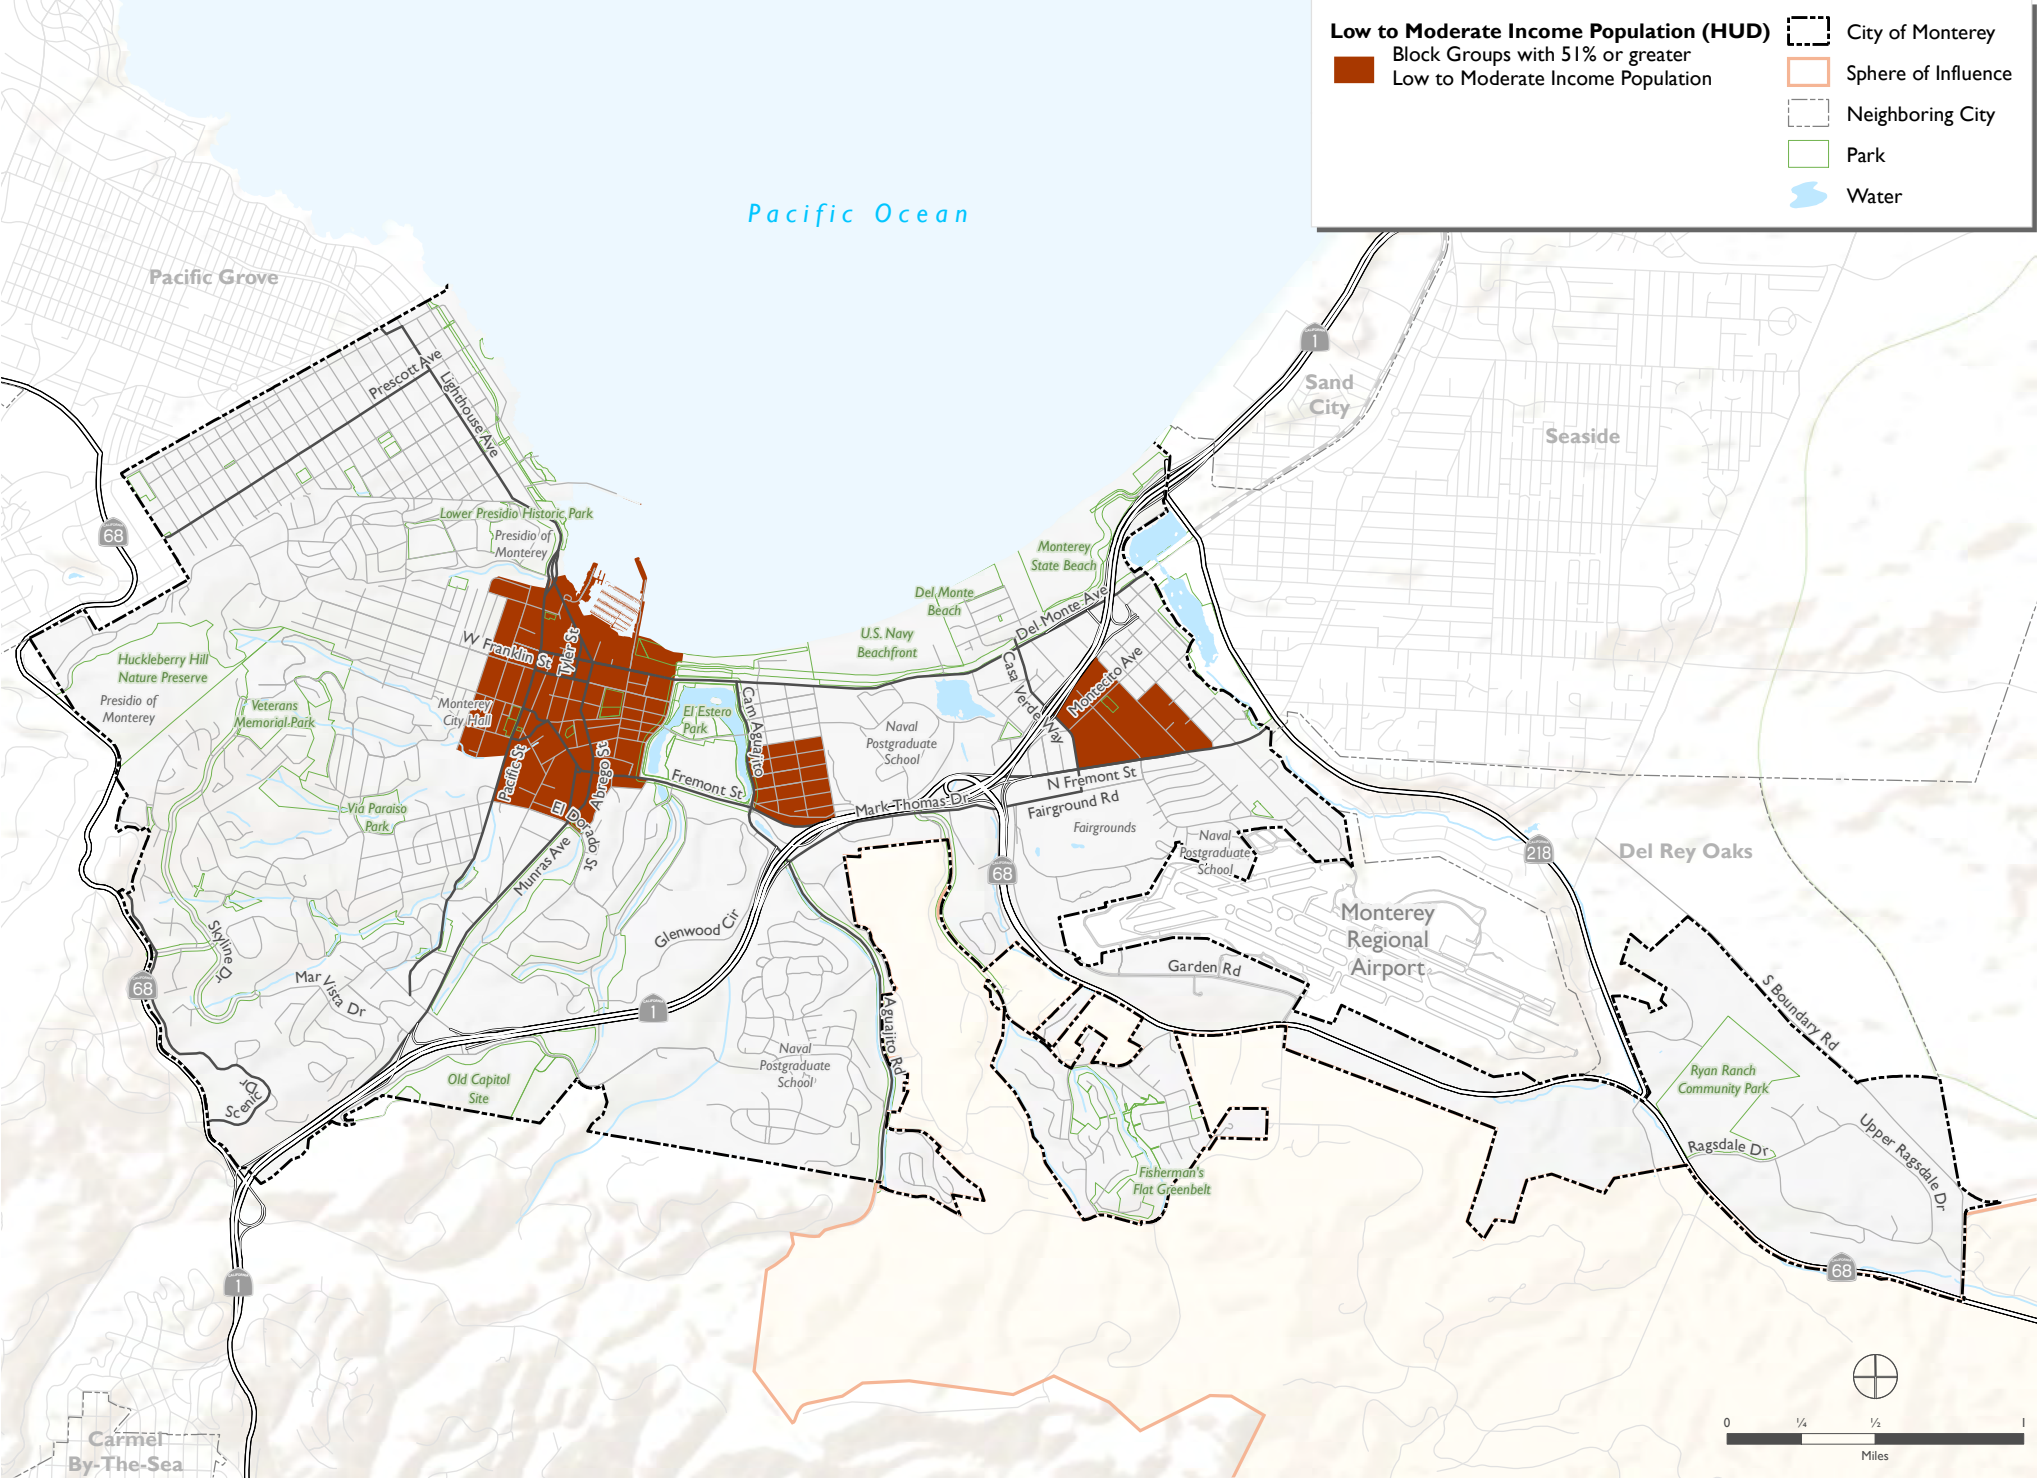 Low to Moderate Income Population (HUD)
Block Groups with 51% or greater
Low to Moderate Income Population
City of Monterey
Sphere of Influence
Neighboring City
Park
Water
Pacific Ocean
Pacific Grove
1
Sand
City
Seaside
Prescott Ave
Lighthouse Ave
68
Lower Presidio Historic Park
Presidio of
Monterey
Monterey
State Beach
Del Monte
Beach
Del Monte Ave
U.S. Navy
Beachfront
W Franklin St
Tyler St
Huckleberry Hill
Nature Preserve
Presidio of
Monterey
Veterans
Memorial Park
Monterey
City Hall
El Estero
Park
Cam Aguajito
Casa Verde Way
Montecito Ave
Naval
Postgraduate
School
Pacific St
Abrego St
Fremont St
N Fremont St
Mark Thomas Dr
Fairground Rd
Fairgrounds
Via Paraiso
Park
El Dorado St
Munras Ave
Naval
Postgraduate
School
68
218
Del Rey Oaks
Monterey
Regional
Airport
Glenwood Cir
Skyline Dr
Mar Vista Dr
68
1
Garden Rd
S Boundary Rd
Aguajito Rd
Naval
Postgraduate
School
Old Capitol
Site
Scenic Dr
Ryan Ranch
Community Park
Ragsdale Dr
Upper Ragsdale Dr
Fisherman's
Flat Greenbelt
1
68
Carmel
By-The-Sea
0 ¼ ½ 1
Miles